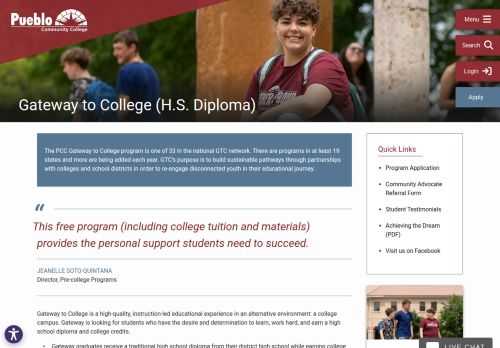 Pueblo
Community College
Menu
Search
Login
Apply
Gateway to College (H.S. Diploma)
The PCC Gateway to College program is one of 33 in the national GTC network. There are programs in at least 19
states and more are being added each year. GTC's purpose is to build sustainable pathways through partnerships
with colleges and school districts in order to re-engage disconnected youth in their educational journey.
“
This free program (including college tuition and materials)
provides the personal support students need to succeed.
JEANELLE SOTO-QUINTANA
Director, Pre-college Programs
Gateway to College is a high-quality, instruction-led educational experience in an alternative environment: a college
campus. Gateway is looking for students who have the desire and determination to learn, work hard, and earn a high
school diploma and college credits.
• Gateway graduates receive a traditional high school diploma from their district high school while earning college
Quick Links
• Program Application
• Community Advocate
Referral Form
• Student Testimonials
• Achieving the Dream
(PDF)
• Visit us on Facebook
LIVE CHAT